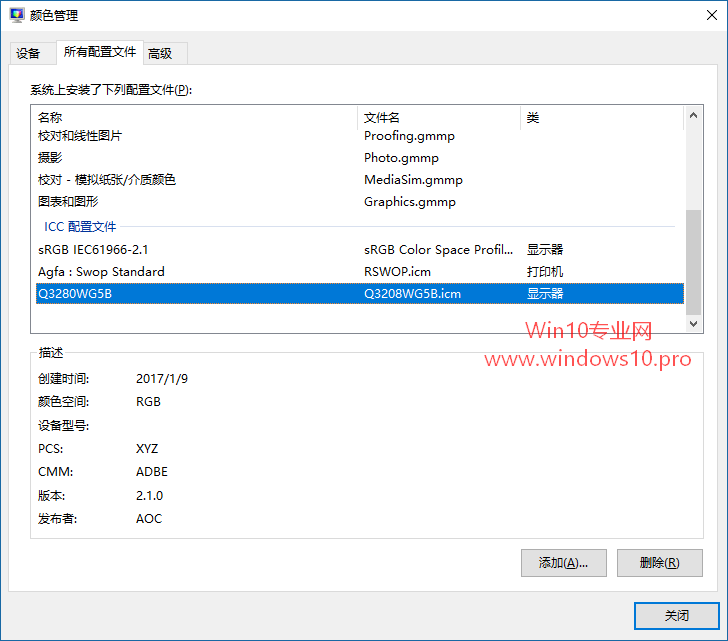 颜色管理
设备 所有配置文件 高级
系统上安装了下列配置文件(P):
名称 文件名 类
校对和线性图片 Proofing.gmmp
摄影 Photo.gmmp
校对 - 模拟纸张/介质颜色 MediaSim.gmmp
图表和图形 Graphics.gmmp
ICC 配置文件
sRGB IEC61966-2.1 sRGB Color Space Profil... 显示器
Agfa : Swop Standard RSWOP.icm 打印机
Q3280WG5B Q3208WG5B.icm 显示器
Win10专业网
www.windows10.pro
描述
创建时间: 2017/1/9
颜色空间: RGB
设备型号:
PCS: XYZ
CMM: ADBE
版本: 2.1.0
发布者: AOC
添加(A)... 删除(R)
关闭